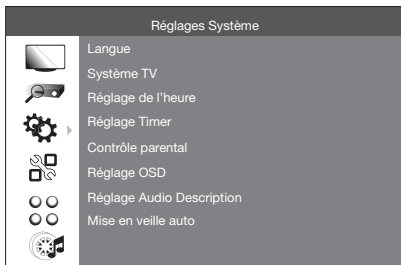 Réglages Système
Langue
Système TV
Réglage de l'heure
Réglage Timer
Contrôle parental
Réglage OSD
Réglage Audio Description
Mise en veille auto